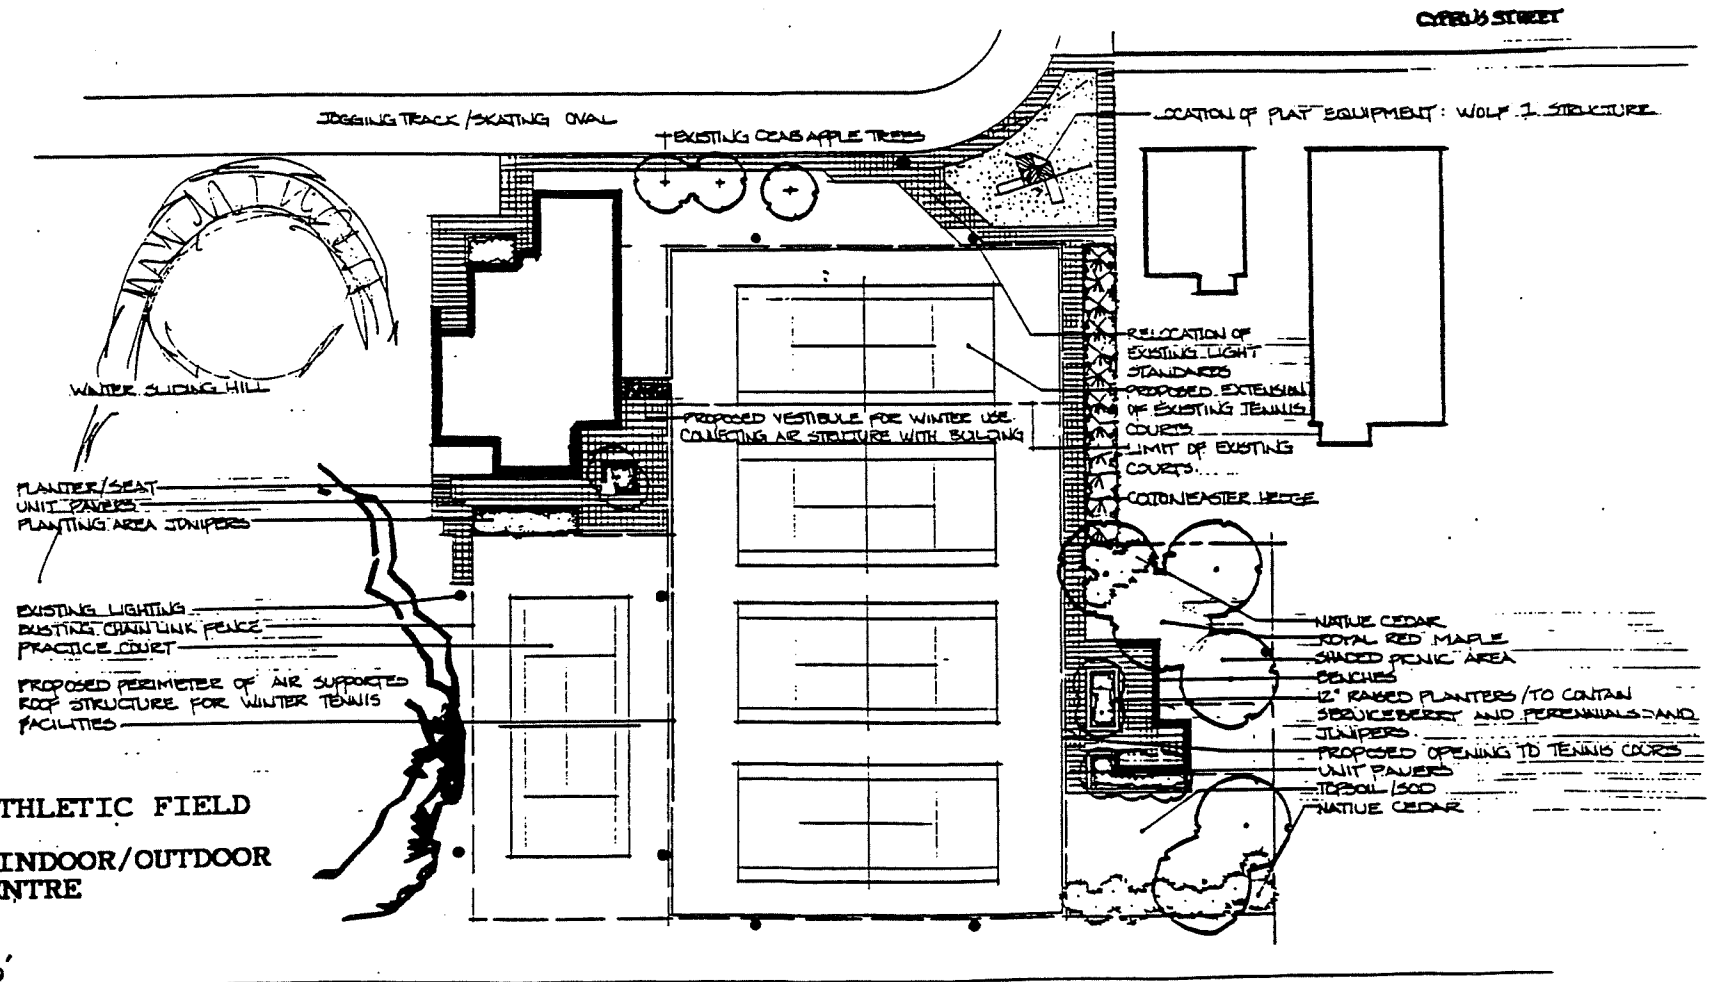 CYPRUS STREET
JOGGING TRACK/SKATING OVAL
EXISTING CRABAPPLE TREES
LOCATION OF PLAY EQUIPMENT: WOLF 1 STRUCTURE
WINTER SLIDING HILL
RELOCATION OF
EXISTING LIGHT
STANDARDS
PROPOSED EXTENSION
OF EXISTING TENNIS
COURTS
LIMIT OF EXISTING
COURTS
COTONEASTER HEDGE
PROPOSED VESTIBULE FOR WINTER USE
CONNECTING AIR STRUCTURE WITH BUILDING
PLANTER/SEAT
UNIT PAVERS
PLANTING AREA JUNIPERS
EXISTING LIGHTING
EXISTING CHAIN LINK FENCE
PRACTICE COURT
PROPOSED PERIMETER OF AIR SUPPORTED
ROOF STRUCTURE FOR WINTER TENNIS
FACILITIES
NATIVE CEDAR
ROYAL RED MAPLE
SHADED PICNIC AREA
BENCHES
12" RAISED PLANTERS/TO CONTAIN
SERVICEBERRY AND PERENNIALS AND
JUNIPERS
PROPOSED OPENING TO TENNIS COURTS
UNIT PAVERS
TOPSOIL/SOD
NATIVE CEDAR
THLETIC FIELD
INDOOR/OUTDOOR
NTRE